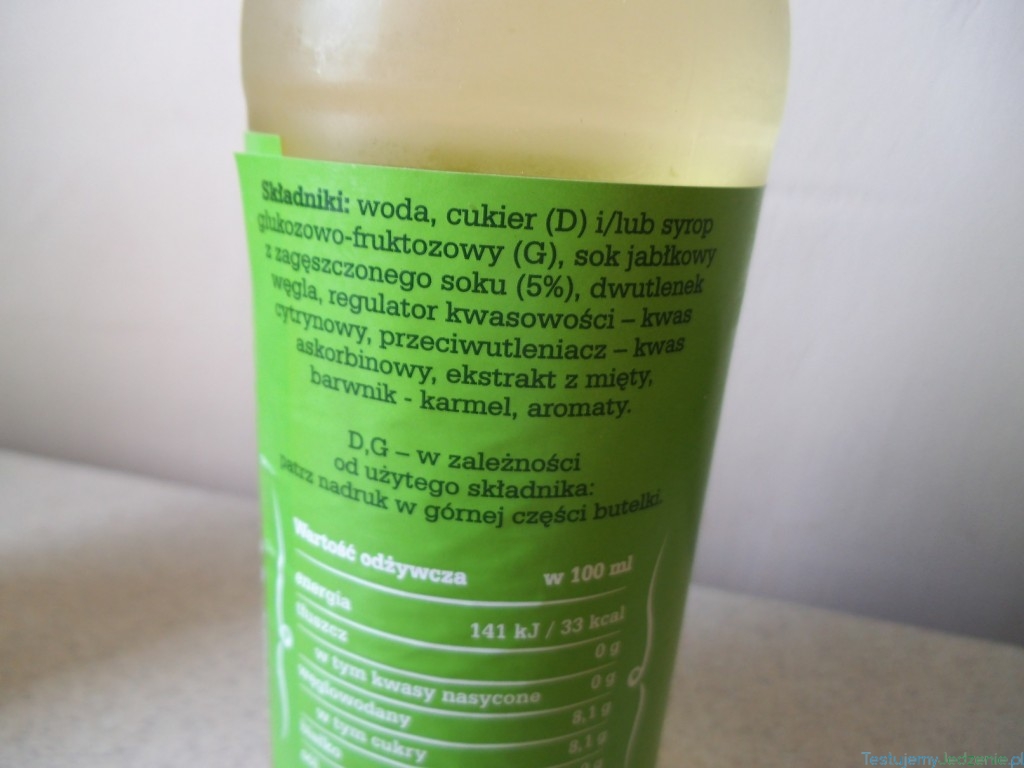 Składniki: woda, cukier (D) i/lub syrop
glukozowo-fruktozowy (G), sok jabłkowy
z zagęszczonego soku (5%), dwutlenek
węgla, regulator kwasowości – kwas
cytrynowy, przeciwutleniacz – kwas
askorbinowy, ekstrakt z mięty,
barwnik - karmel, aromaty.
D,G – w zależności
od użytego składnika:
patrz nadruk w górnej części butelki.
Wartość odżywcza w 100 ml
energia 141 kJ / 33 kcal
tłuszcz 0 g
w tym kwasy nasycone 0 g
węglowodany 8,1 g
w tym cukry 8,1 g
TestujemyJedzenie.pl